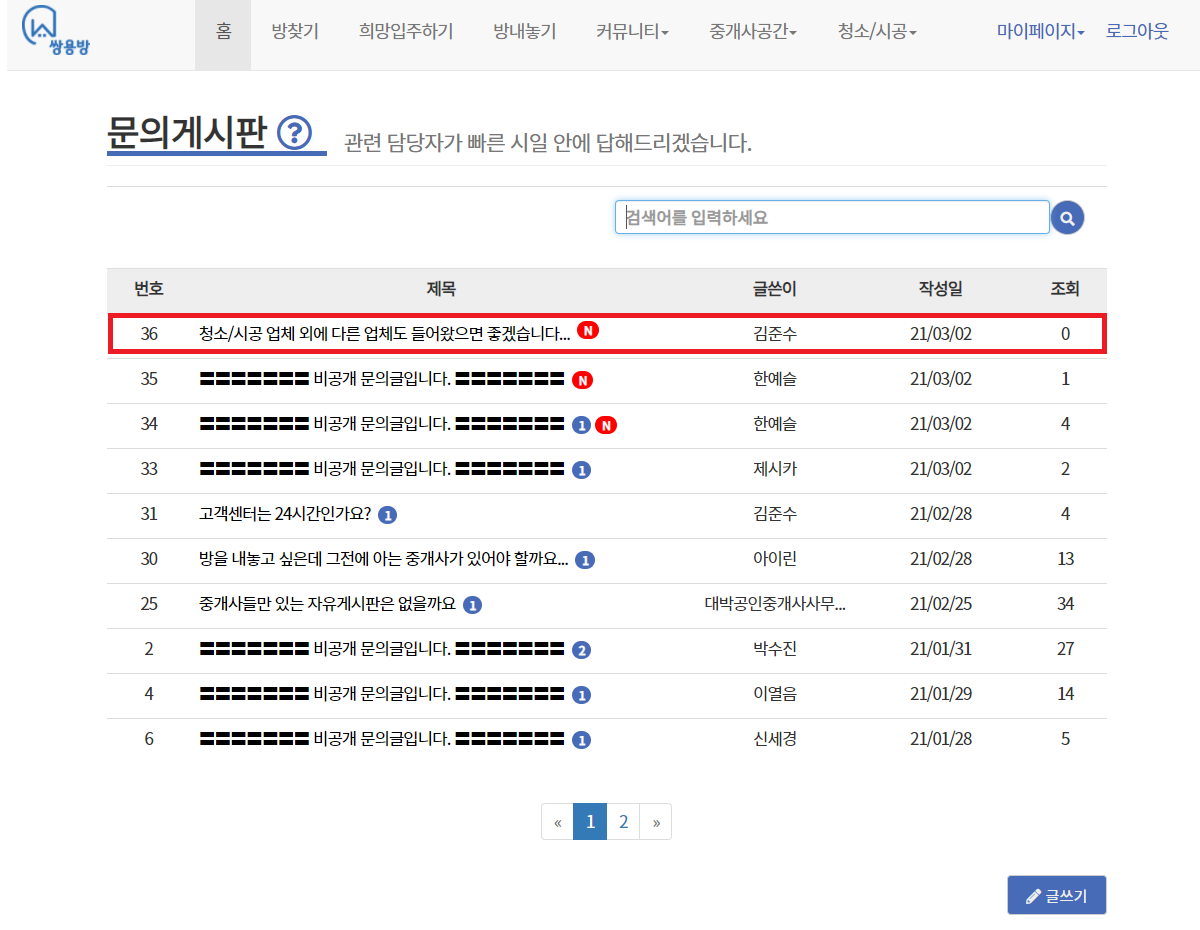 쌍용방
홈 방찾기 희망입주하기 방내놓기 커뮤니티 중개사공간 청소/시공 마이페이지 로그아웃
문의게시판 ? 관련 담당자가 빠른 시일 안에 답해드리겠습니다.
검색어를 입력하세요
번호 제목 글쓴이 작성일 조회
36 청소/시공 업체 외에 다른 업체도 들어왔으면 좋겠습니다... N 김준수 21/03/02 0
35 〓〓〓〓〓〓〓 비공개 문의글입니다. 〓〓〓〓〓〓〓 N 한예슬 21/03/02 1
34 〓〓〓〓〓〓〓 비공개 문의글입니다. 〓〓〓〓〓〓〓 1 N 한예슬 21/03/02 4
33 〓〓〓〓〓〓〓 비공개 문의글입니다. 〓〓〓〓〓〓〓 1 제시카 21/03/02 2
31 고객센터는 24시간인가요? 1 김준수 21/02/28 4
30 방을 내놓고 싶은데 그전에 아는 중개사가 있어야 할까요... 1 아이린 21/02/28 13
25 중개사들만 있는 자유게시판은 없을까요 1 대박공인중개사사무... 21/02/25 34
2 〓〓〓〓〓〓〓 비공개 문의글입니다. 〓〓〓〓〓〓〓 2 박수진 21/01/31 27
4 〓〓〓〓〓〓〓 비공개 문의글입니다. 〓〓〓〓〓〓〓 1 이열음 21/01/29 14
6 〓〓〓〓〓〓〓 비공개 문의글입니다. 〓〓〓〓〓〓〓 1 신세경 21/01/28 5
« 1 2 »
글쓰기